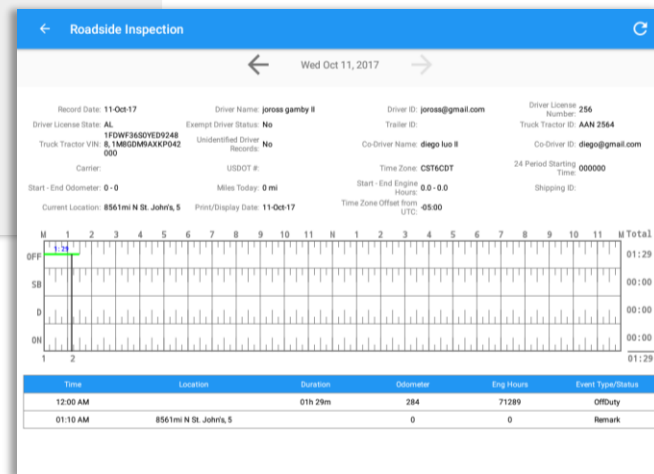 Roadside Inspection
Wed Oct 11, 2017
Record Date: 11-Oct-17 Driver Name: joross gamby II Driver ID: joross@gmail.com Driver License Number: 256
Driver License State: AL Exempt Driver Status: No Trailer ID: Truck Tractor ID: AAN 2564
Truck Tractor VIN: 1FDWF36S0YED92488, 1M8GDM9AXKP042000 Unidentified Driver Records: No Co-Driver Name: diego luo II Co-Driver ID: diego@gmail.com
Carrier: USDOT #: Time Zone: CST6CDT 24 Period Starting Time: 000000
Start - End Odometer: 0 - 0 Miles Today: 0 mi Start - End Engine Hours: 0.0 - 0.0 Shipping ID:
Current Location: 8561mi N St. John's, 5 Print/Display Date: 11-Oct-17 Time Zone Offset from UTC: -05:00
M 1 2 3 4 5 6 7 8 9 10 11 N 1 2 3 4 5 6 7 8 9 10 11 M Total
1:29
OFF 01:29
SB 00:00
D 00:00
ON 00:00
1 2 01:29
Time Location Duration Odometer Eng Hours Event Type/Status
12:00 AM 01h 29m 284 71289 OffDuty
01:10 AM 8561mi N St. John's, 5 0 0 Remark